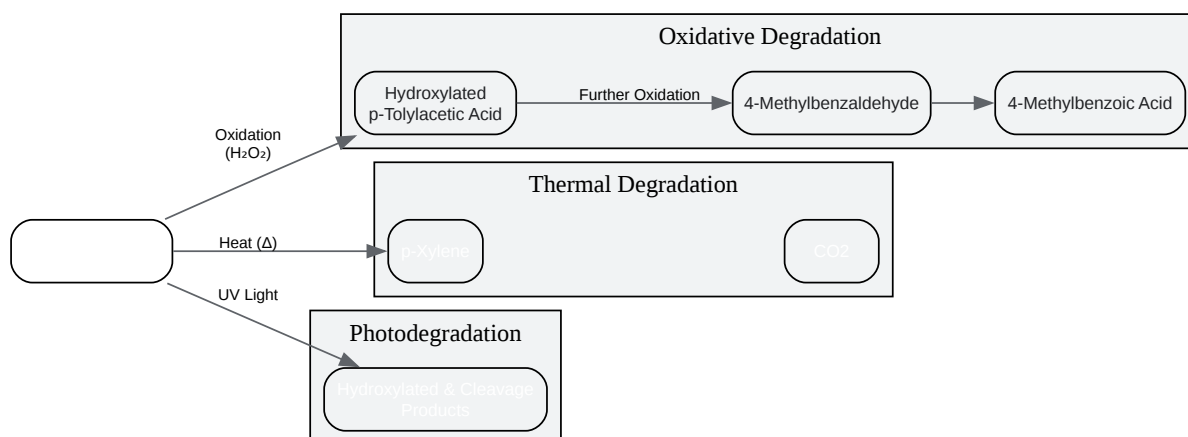 Oxidative Degradation
Hydroxylated
p-Tolylacetic Acid
Further Oxidation
4-Methylbenzaldehyde
4-Methylbenzoic Acid
Oxidation
(H₂O₂)
Thermal Degradation
Heat (Δ)
p-Xylene
CO2
UV Light
Photodegradation
Hydroxylated & Cleavage
Products